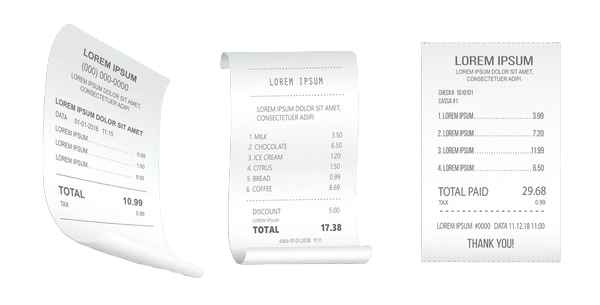 LOREM IPSUM
(000) 000-0000
LOREM IPSUM DOLOR SIT AMET,
CONSECTETUER ADIPI
LOREM IPSUM DOLOR SIT AMET
DATA 01-01-2018 11:15
LOREM IPSUM 0.99
LOREM IPSUM 1.00
LOREM IPSUM 9.00
TOTAL 10.99
TAX 0.99
LOREM IPSUM
LOREM IPSUM DOLOR SIT AMET,
CONSECTETUER ADIPI
1. MILK 3.50
2. CHOCOLATE 6.50
3. ICE CREAM 1.20
4. CITRUS 1.50
5. BREAD 0.99
6. COFFEE 8.69
DISCOUNT 5.00
LOREM IPSUM
TOTAL 17.38
data 01.01.2018 11:11
LOREM IPSUM
LOREM IPSUM DOLOR SIT AMET,
CONSECTETUER ADIPI
CHECK# 1010101
CASSA #1
1. LOREM IPSUM 3.99
2. LOREM IPSUM 7.20
3. LOREM IPSUM 11.99
4. LOREM IPSUM 6.50
TOTAL PAID 29.68
TAX 0.99
LOREM IPSUM #0000 DATA 11.12.18 11:00
THANK YOU!